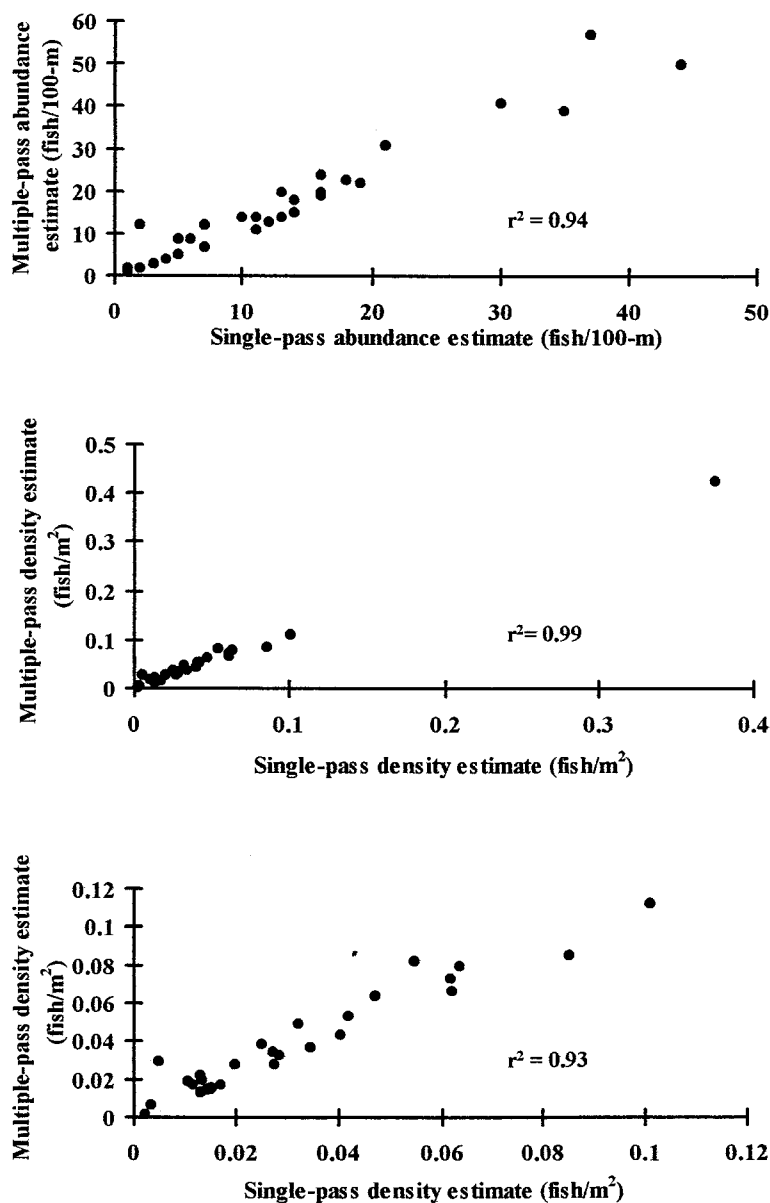 Multiple-pass abundance
estimate (fish/100-m)
60
50
40
30
20
10
0
r² = 0.94
0 10 20 30 40 50
Single-pass abundance estimate (fish/100-m)
Multiple-pass density estimate
(fish/m²)
0.5
0.4
0.3
0.2
0.1
0
r²= 0.99
0 0.1 0.2 0.3 0.4
Single-pass density estimate (fish/m²)
Multiple-pass density estimate
(fish/m²)
0.12
0.1
0.08
0.06
0.04
0.02
0
r² = 0.93
0 0.02 0.04 0.06 0.08 0.1 0.12
Single-pass density estimate (fish/m²)